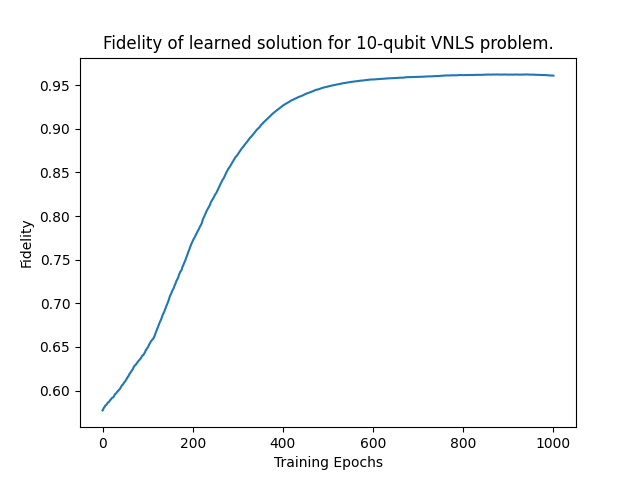 Fidelity of learned solution for 10-qubit VNLS problem.
0.95
0.90
0.85
0.80
0.75
0.70
0.65
0.60
Fidelity
0 200 400 600 800 1000
Training Epochs